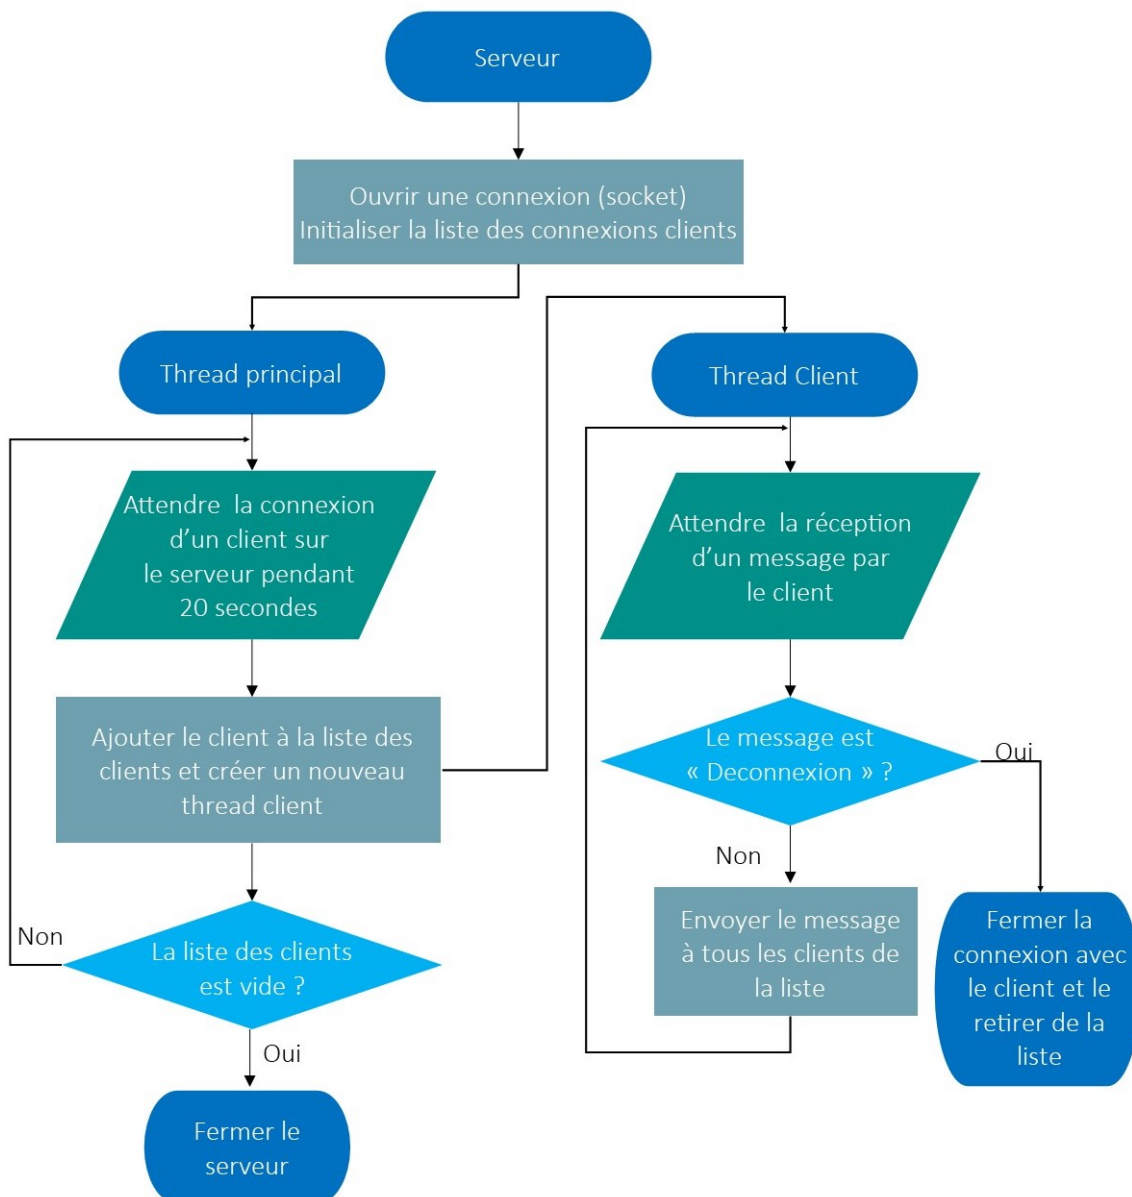 Serveur
Ouvrir une connexion (socket)
Initialiser la liste des connexions clients
Thread principal
Attendre la connexion
d’un client sur
le serveur pendant
20 secondes
Ajouter le client à la liste des
clients et créer un nouveau
thread client
La liste des clients
est vide ?
Non
Oui
Fermer le
serveur
Thread Client
Attendre la réception
d’un message par
le client
Le message est
« Deconnexion » ?
Oui
Non
Envoyer le message
à tous les clients de
la liste
Fermer la
connexion avec
le client et le
retirer de la
liste